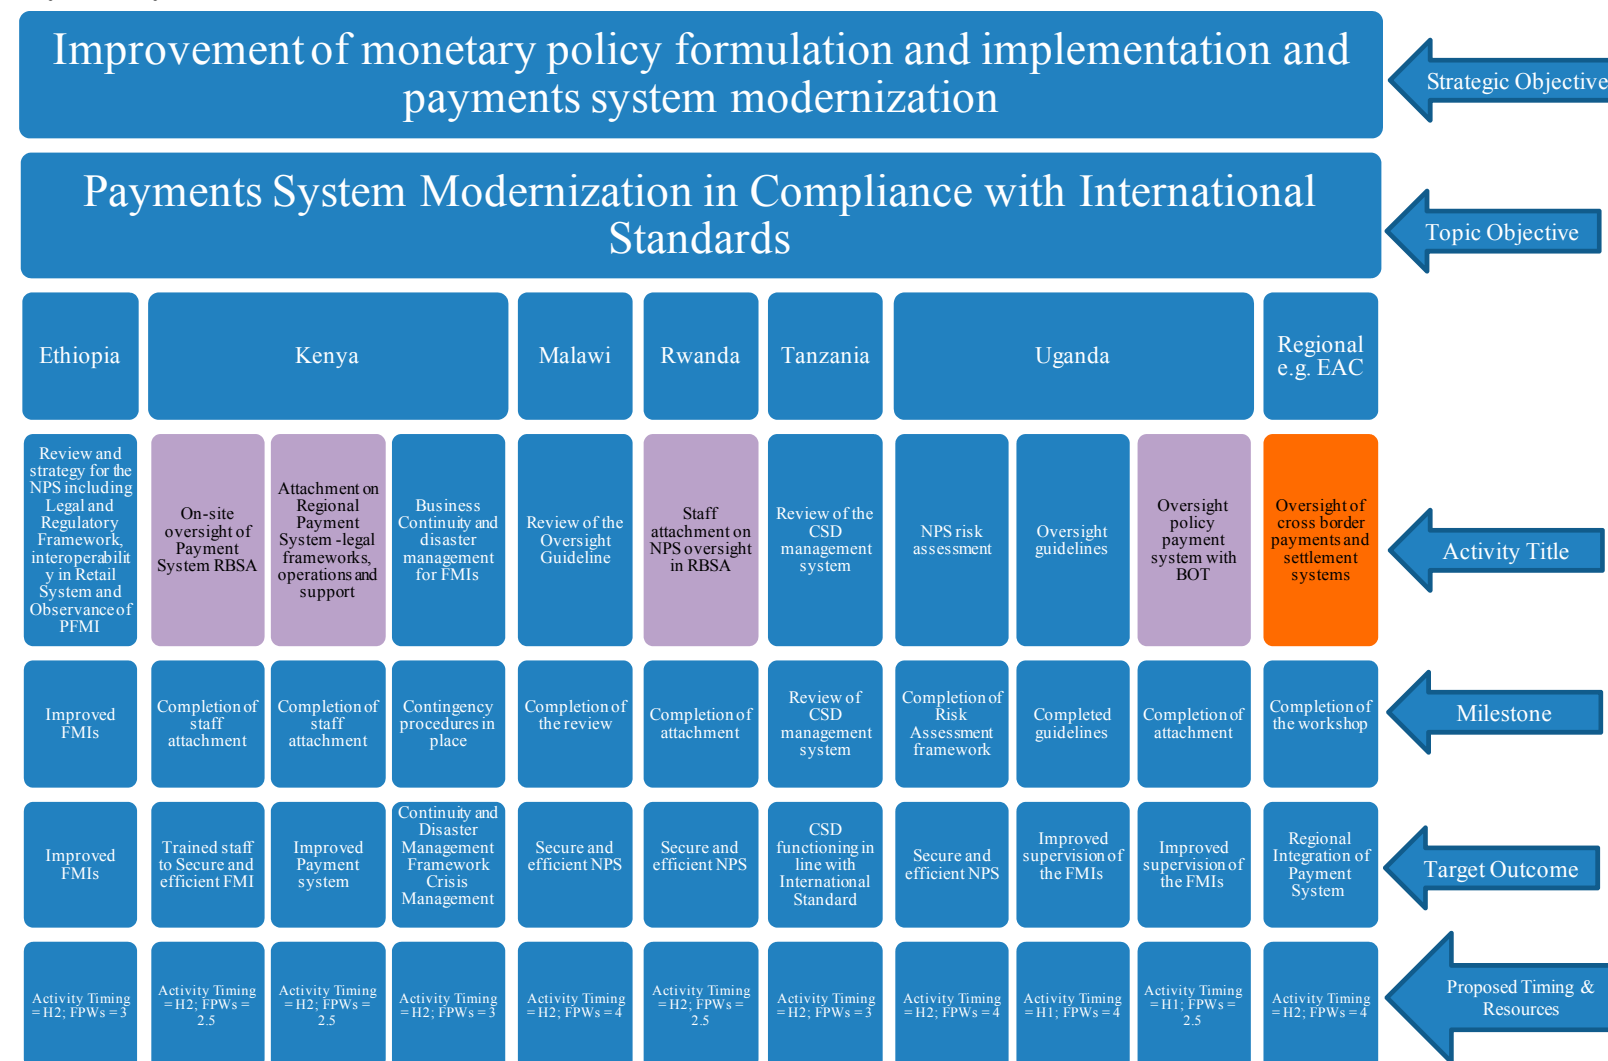 Improvement of monetary policy formulation and implementation and
payments system modernization
Strategic Objective
Payments System Modernization in Compliance with International
Standards
Topic Objective
Ethiopia
Kenya
Malawi
Rwanda
Tanzania
Uganda
Regional
e.g. EAC
Review and
strategy for the
NPS including
Legal and
Regulatory
Framework,
interoperabilit
y in Retail
System and
Observance of
PFMI
On-site
oversight of
Payment
System RBSA
Attachment on
Regional
Payment
System -legal
frameworks,
operations and
support
Business
Continuity and
disaster
management
for FMIs
Review of the
Oversight
Guideline
Staff
attachment on
NPS oversight
in RBSA
Review of the
CSD
management
system
NPS risk
assessment
Oversight
guidelines
Oversight
policy
payment
system with
BOT
Oversight of
cross border
payments and
settlement
systems
Activity Title
Improved
FMIs
Completion of
staff
attachment
Completion of
staff
attachment
Contingency
procedures in
place
Completion of
the review
Completion of
attachment
Review of
CSD
management
system
Completion of
Risk
Assessment
framework
Completed
guidelines
Completion of
attachment
Completion of
the workshop
Milestone
Improved
FMIs
Trained staff
to Secure and
efficient FMI
Improved
Payment
system
Continuity and
Disaster
Management
Framework
Crisis
Management
Secure and
efficient NPS
Secure and
efficient NPS
CSD
functioning in
line with
International
Standard
Secure and
efficient NPS
Improved
supervision of
the FMIs
Improved
supervision of
the FMIs
Regional
Integration of
Payment
System
Target Outcome
Activity Timing
= H2; FPWs = 3
Activity Timing
= H2; FPWs =
2.5
Activity Timing
= H2; FPWs =
2.5
Activity Timing
= H2; FPWs = 3
Activity Timing
= H2; FPWs = 4
Activity Timing
= H2; FPWs =
2.5
Activity Timing
= H2; FPWs = 3
Activity Timing
= H2; FPWs = 4
Activity Timing
= H1; FPWs = 4
Activity Timing
= H1; FPWs =
2.5
Activity Timing
= H2; FPWs = 4
Proposed Timing &
Resources